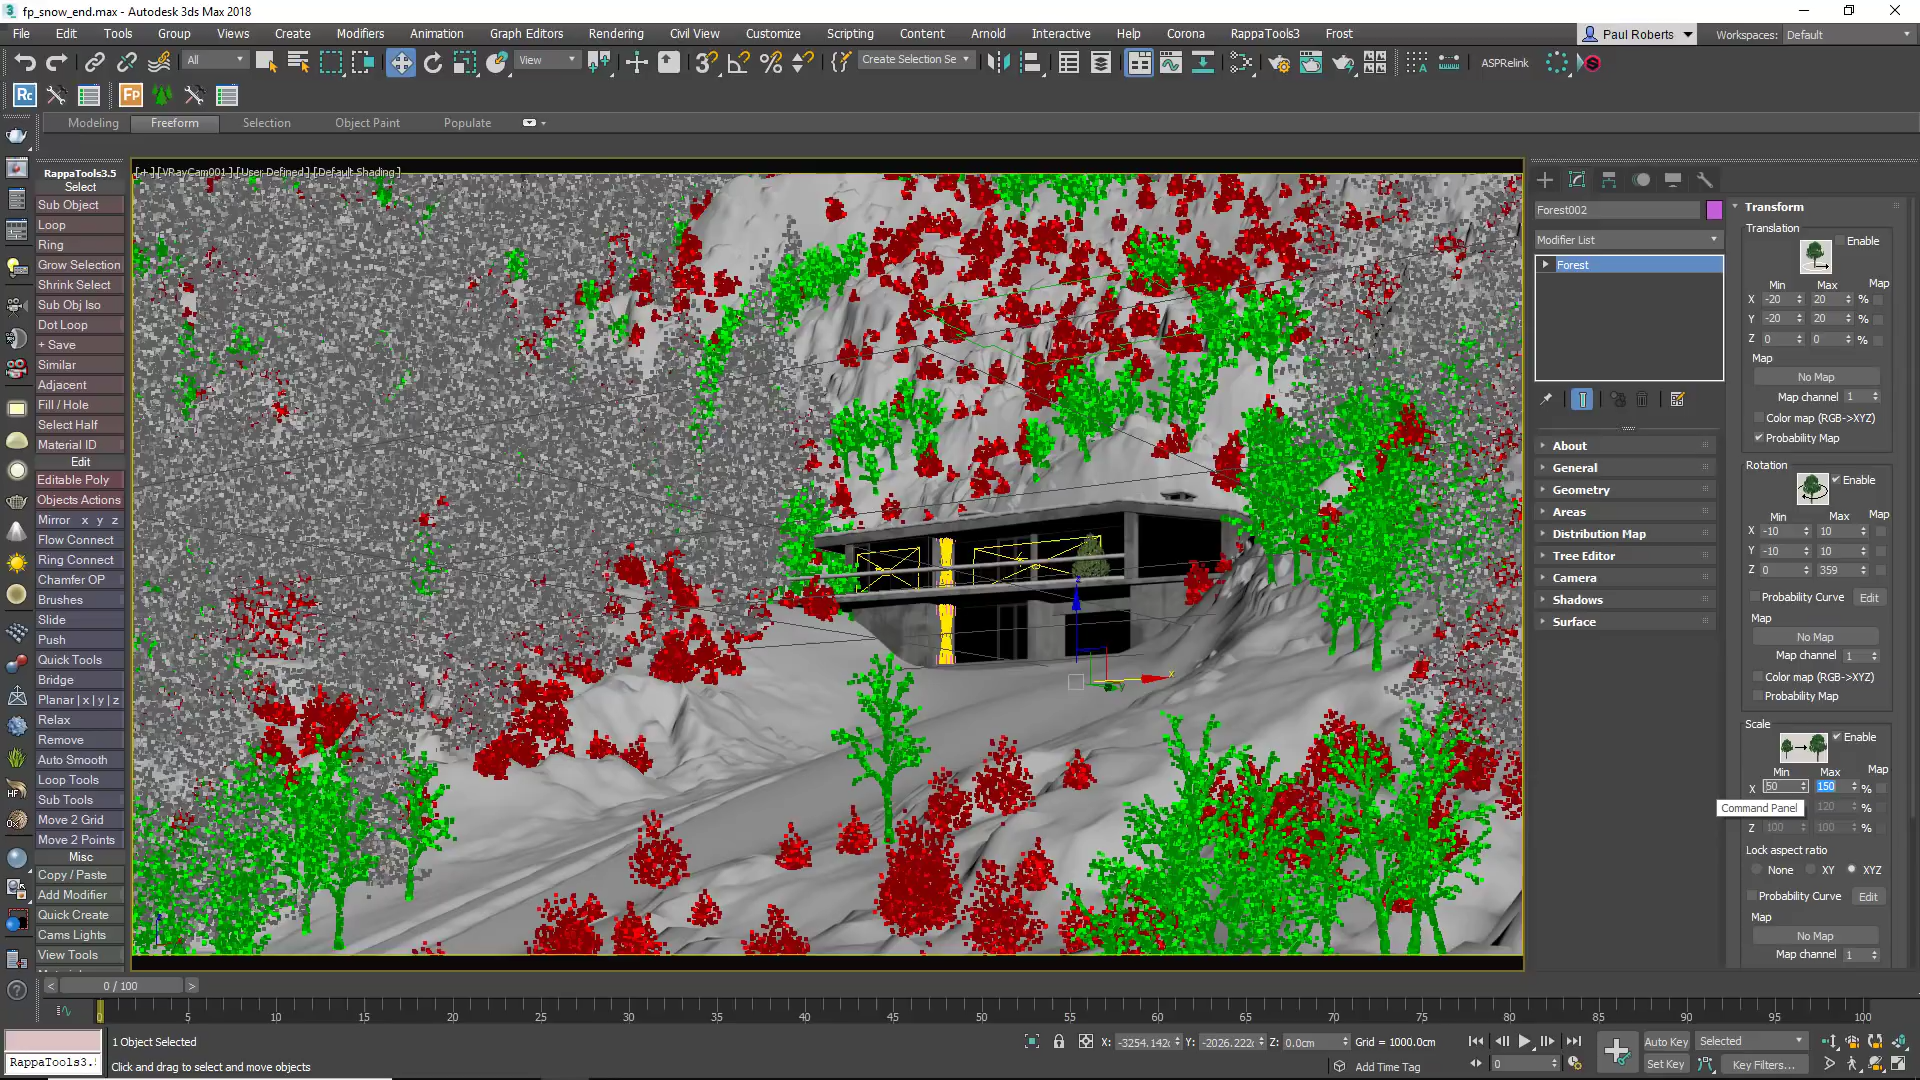 fp_snow_end.max - Autodesk 3ds Max 2018
File Edit Tools Group Views Create Modifiers Animation Graph Editors Rendering Civil View Customize Scripting Content Arnold Interactive Help Corona RappaTools3 Frost Paul Roberts Workspaces: Default
All View Create Selection Se ASPRelink
Rc Fp
Modeling Freeform Selection Object Paint Populate
[+] [VRayCam001] [User Defined] [Default Shading]
RappaTools3.5
Select
Sub Object
Loop
Ring
Grow Selection
Shrink Select
Sub Obj Iso
Dot Loop
+ Save
Similar
Adjacent
Fill / Hole
Select Half
Material ID
Edit
Editable Poly
Objects Actions
Mirror x y z
Flow Connect
Ring Connect
Chamfer OP
Brushes
Slide
Push
Quick Tools
Bridge
Planar | x | y | z
Relax
Remove
Auto Smooth
Loop Tools
Sub Tools
Move 2 Grid
Move 2 Points
Misc
Copy / Paste
Add Modifier
Quick Create
Cams Lights
View Tools
HF
z
x
y
Forest002
Modifier List
Forest
About
General
Geometry
Areas
Distribution Map
Tree Editor
Camera
Shadows
Surface
Transform
Translation
Enable
Min Max Map
X -20 20 %
Y -20 20 %
Z 0 0 %
Map
No Map
Map channel 1
Color map (RGB->XYZ)
Probability Map
Rotation
Enable
Min Max Map
X -10 10
Y -10 10
Z 0 359
Probability Curve Edit
Map
No Map
Map channel 1
Color map (RGB->XYZ)
Probability Map
Scale
Enable
Min Max Map
X 50 150 %
Command Panel 120 %
Z 100 100 %
Lock aspect ratio
None XY XYZ
Probability Curve Edit
Map
No Map
Map channel 1
< 0 / 100 >
0 5 10 15 20 25 30 35 40 45 50 55 60 65 70 75 80 85 90 95 100
1 Object Selected X: -3254.142c Y: -2026.222c Z: 0.0cm Grid = 1000.0cm Auto Key Selected
RappaTools3. Click and drag to select and move objects Add Time Tag 0 Set Key Key Filters...